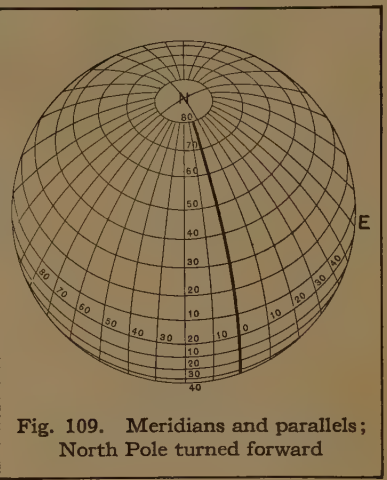 N
80
70
60
50
40
30
E
20
10
80 70 60 50 40 30 20 10 0 10 20 30 40
10
20
30
40
Fig. 109. Meridians and parallels;
North Pole turned forward